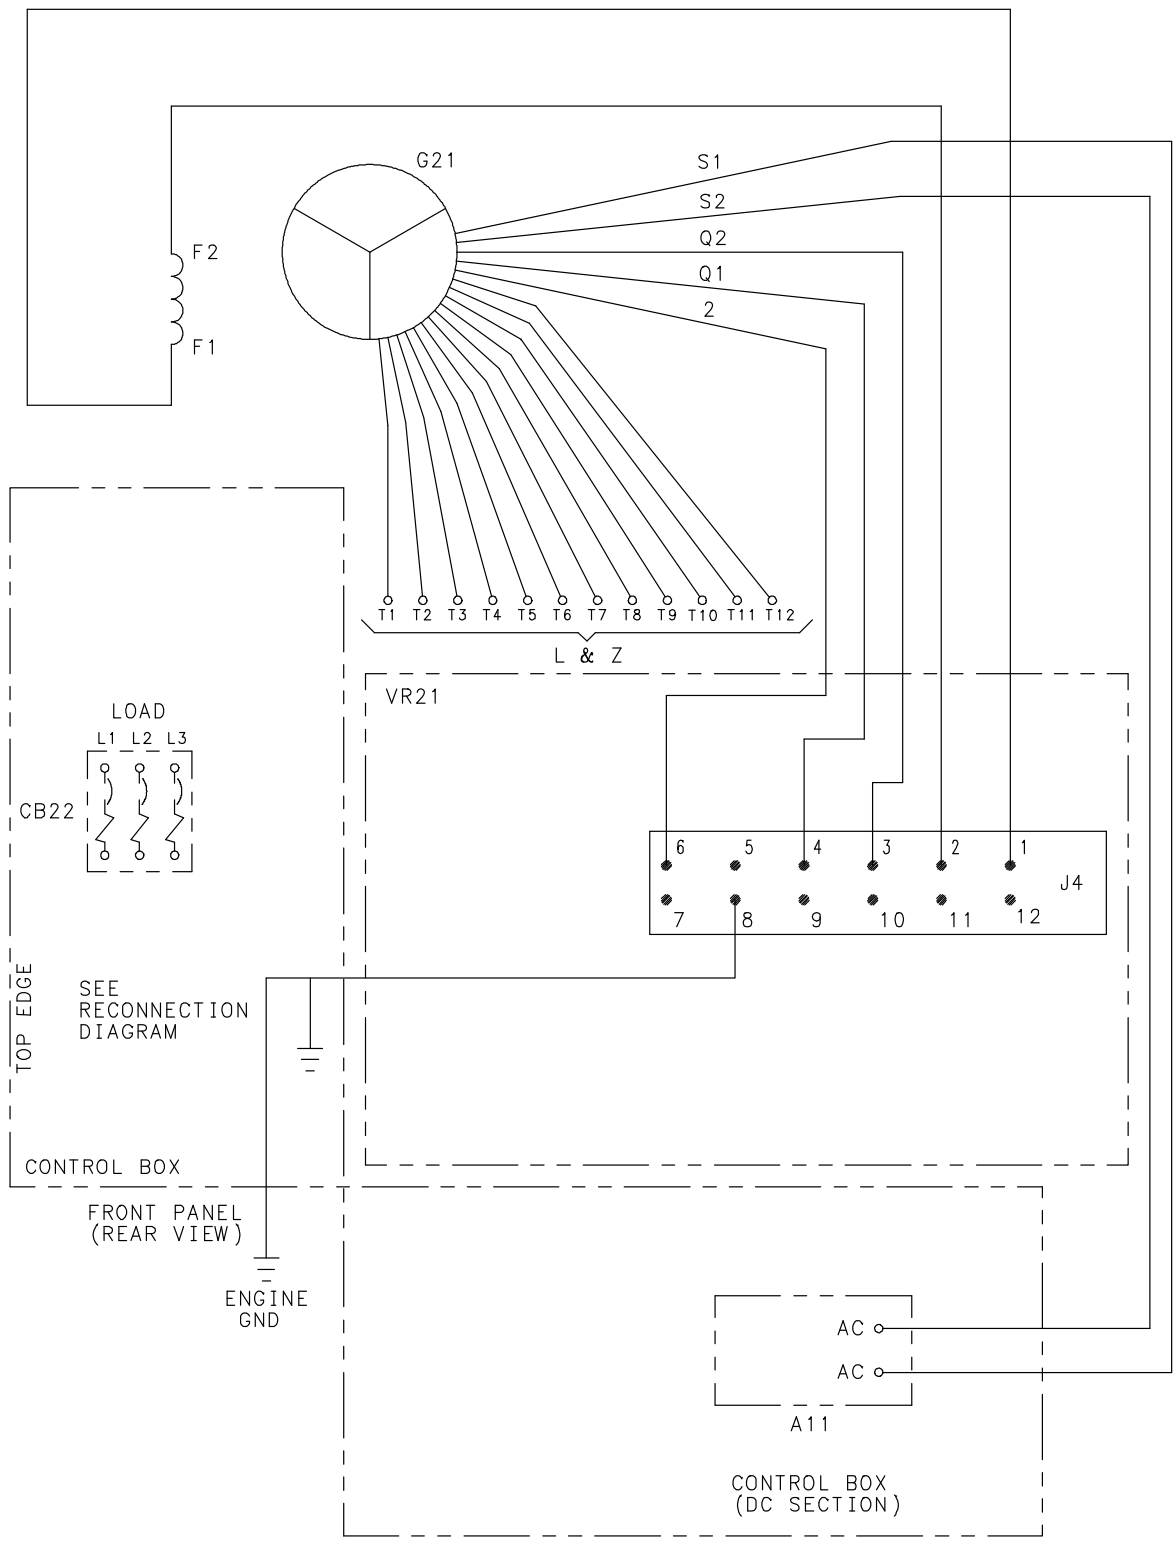 G21
S1
S2
Q2
Q1
2
F2
F1
T1 T2 T3 T4 T5 T6 T7 T8 T9 T10 T11 T12
L & Z
VR21
LOAD
L1 L2 L3
CB22
6 5 4 3 2 1
J4
7 8 9 10 11 12
TOP EDGE
SEE
RECONNECTION
DIAGRAM
CONTROL BOX
FRONT PANEL
(REAR VIEW)
ENGINE
GND
AC
AC
A11
CONTROL BOX
(DC SECTION)